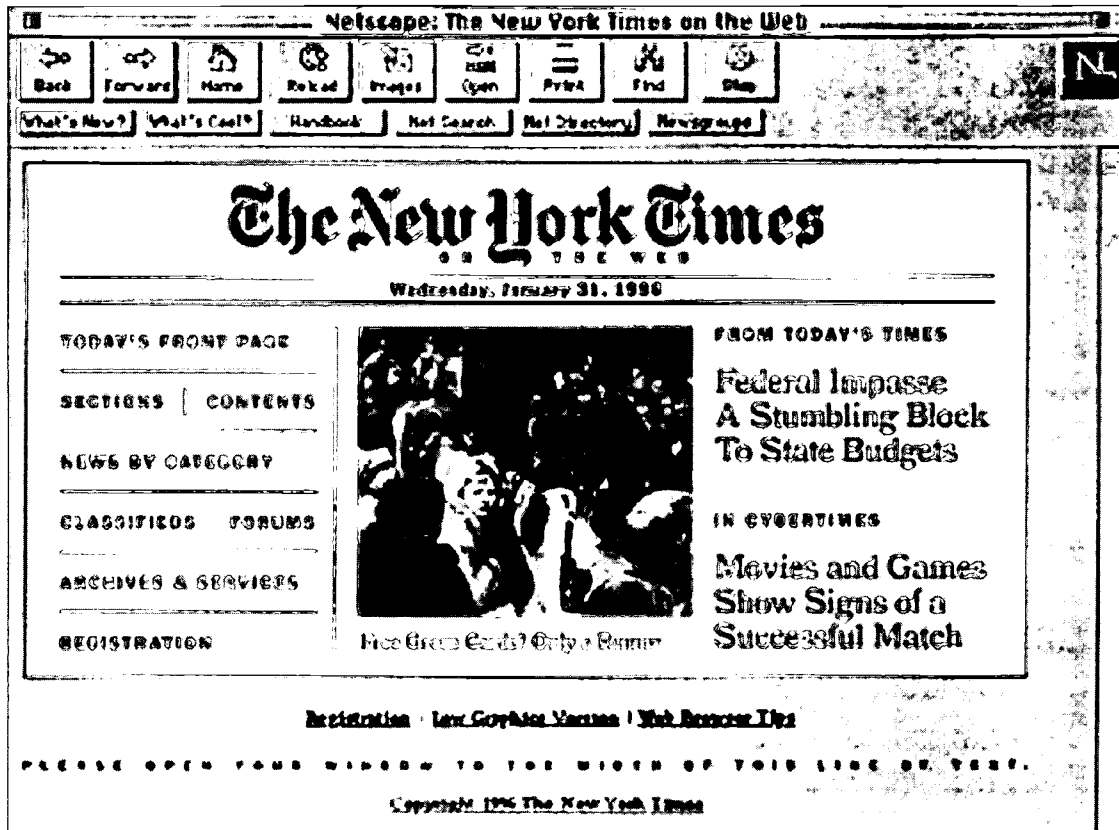 Netscape: The New York Times on the Web
Back Forward Home Reload Images Open Print Find Stop
What's New? What's Cool? Handbook Net Search Net Directory Newsgroups
N
The New York Times
ON THE WEB
Wednesday, January 31, 1996
TODAY'S FRONT PAGE
SECTIONS | CONTENTS
NEWS BY CATEGORY
CLASSIFIEDS FORUMS
ARCHIVES & SERVICES
REGISTRATION
Free Green Cards? Only a Rumor
FROM TODAY'S TIMES
Federal Impasse
A Stumbling Block
To State Budgets
IN CYBERTIMES
Movies and Games
Show Signs of a
Successful Match
Registration | Low Graphics Version | Web Browser Tips
PLEASE OPEN YOUR WINDOW TO THE WIDTH OF THIS LINE OF TEXT.
Copyright 1996 The New York Times